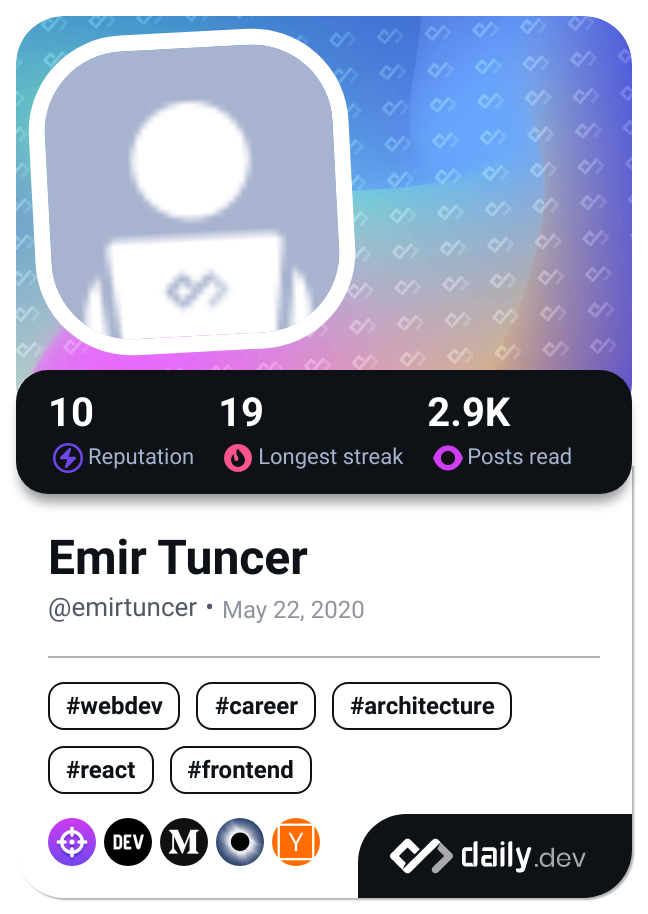 10 19 2.9K
Reputation Longest streak Posts read
Emir Tuncer
@emirtuncer • May 22, 2020
#webdev #career #architecture
#react #frontend
DEV M Y daily.dev